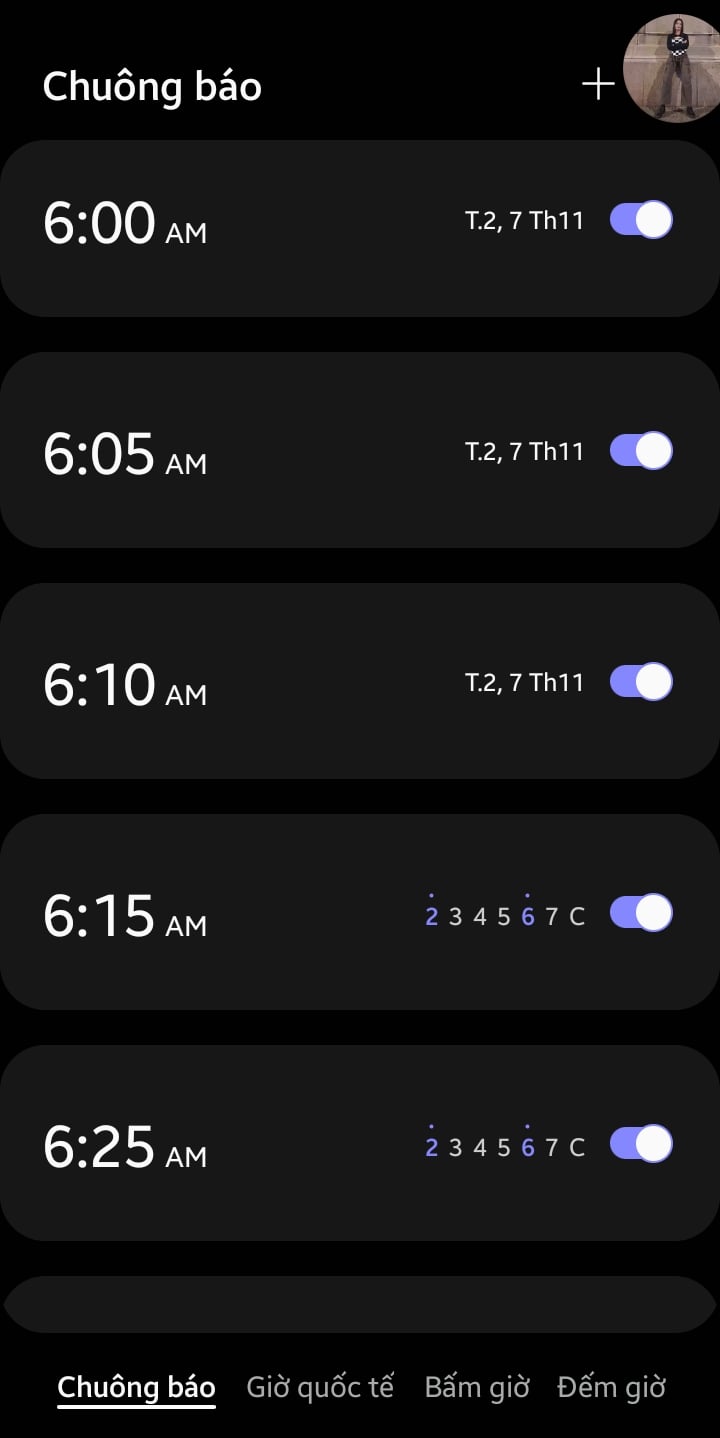 Chuông báo
6:00 AM T.2, 7 Th11
6:05 AM T.2, 7 Th11
6:10 AM T.2, 7 Th11
6:15 AM 2 3 4 5 6 7 C
6:25 AM 2 3 4 5 6 7 C
Chuông báo Giờ quốc tế Bấm giờ Đếm giờ